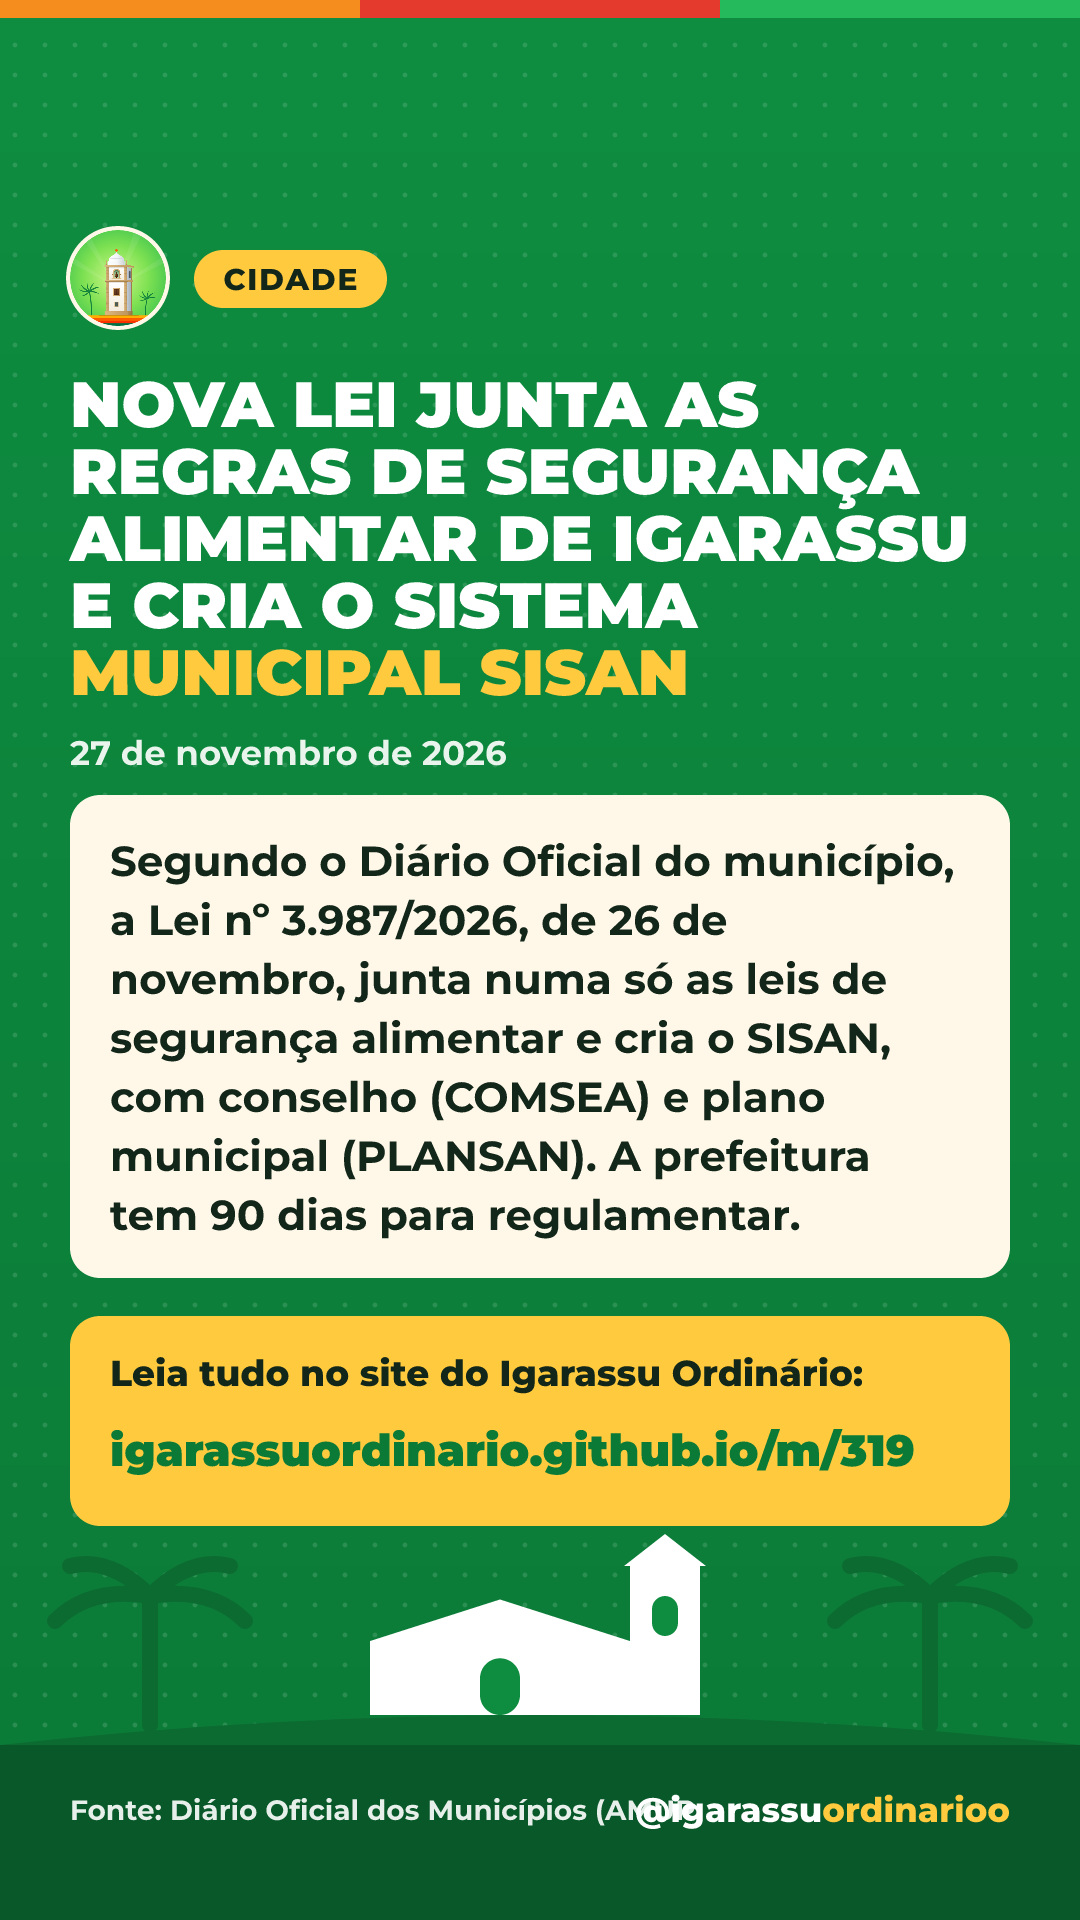 CIDADE
NOVA LEI JUNTA AS
REGRAS DE SEGURANÇA
ALIMENTAR DE IGARASSU
E CRIA O SISTEMA
MUNICIPAL SISAN
27 de novembro de 2026
Segundo o Diário Oficial do município,
a Lei nº 3.987/2026, de 26 de
novembro, junta numa só as leis de
segurança alimentar e cria o SISAN,
com conselho (COMSEA) e plano
municipal (PLANSAN). A prefeitura
tem 90 dias para regulamentar.
Leia tudo no site do Igarassu Ordinário:
igarassuordinario.github.io/m/319
Fonte: Diário Oficial dos Municípios
@igarassuordinarioo